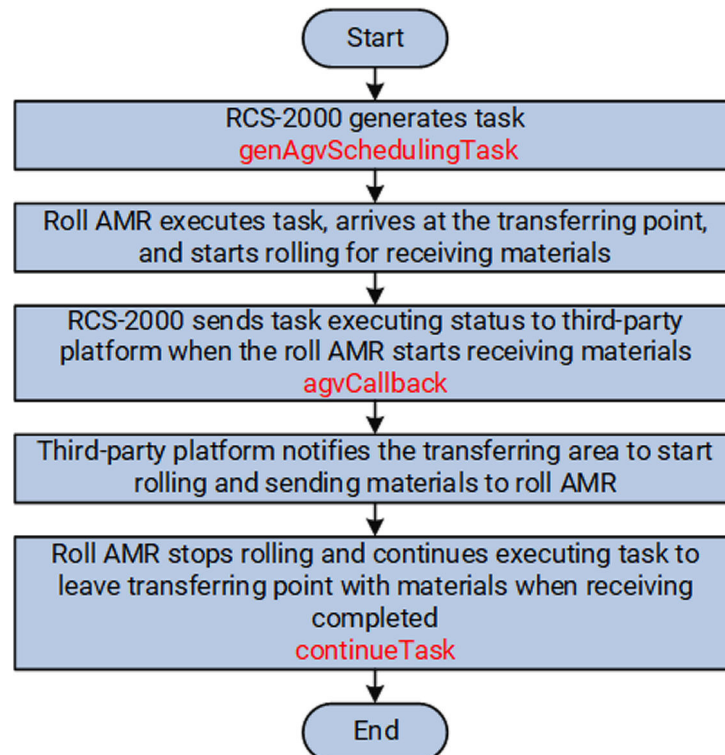 Start
RCS-2000 generates task
genAgvSchedulingTask
Roll AMR executes task, arrives at the transferring point,
and starts rolling for receiving materials
RCS-2000 sends task executing status to third-party
platform when the roll AMR starts receiving materials
agvCallback
Third-party platform notifies the transferring area to start
rolling and sending materials to roll AMR
Roll AMR stops rolling and continues executing task to
leave transferring point with materials when receiving
completed
continueTask
End